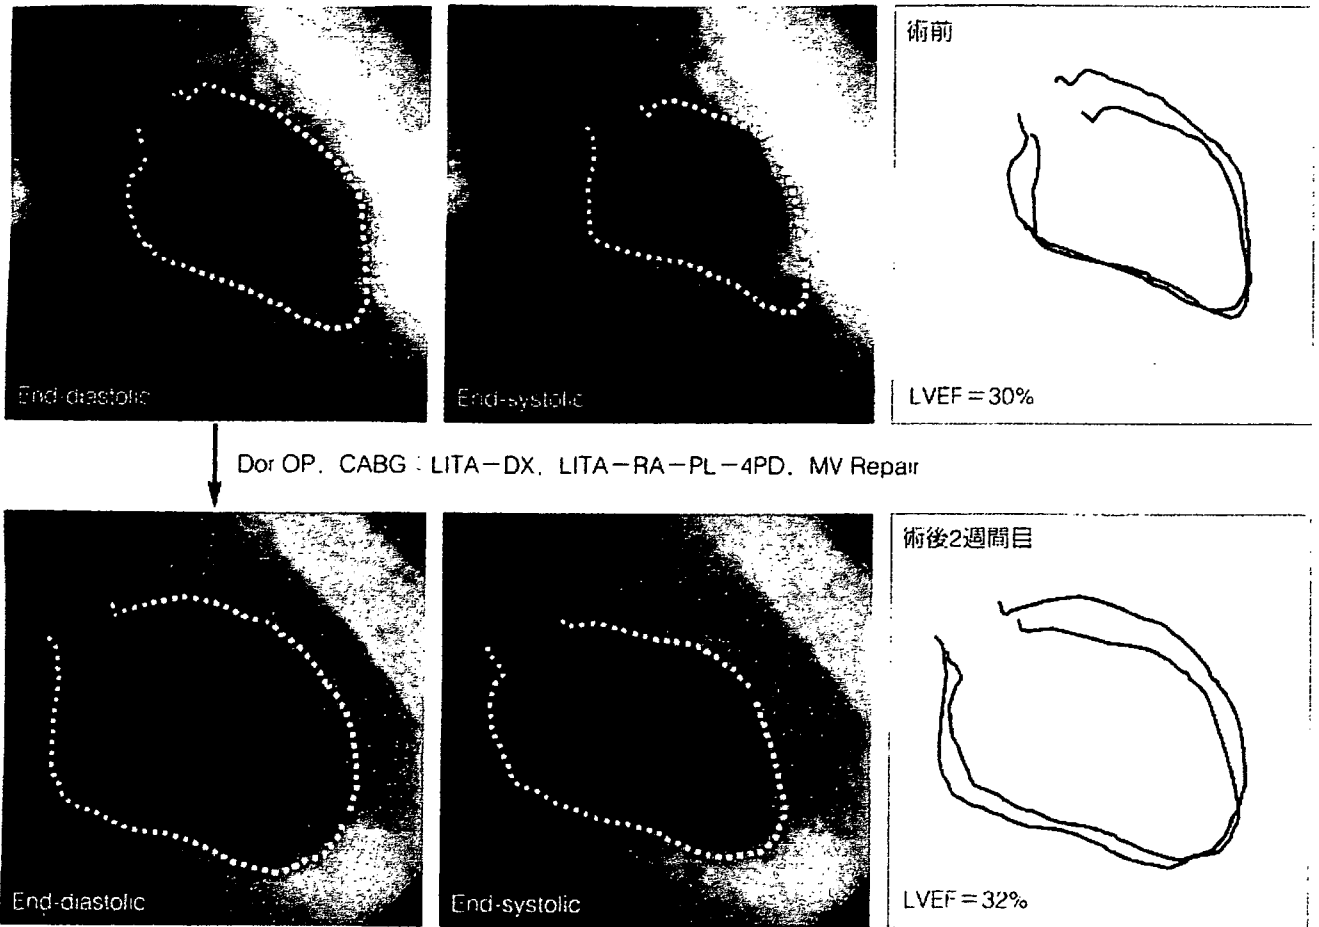 術前
End-diastolic
End-systolic
LVEF=30%
Dor OP. CABG : LITA-DX, LITA-RA-PL-4PD, MV Repair
術後2週間目
End-diastolic
End-systolic
LVEF=32%